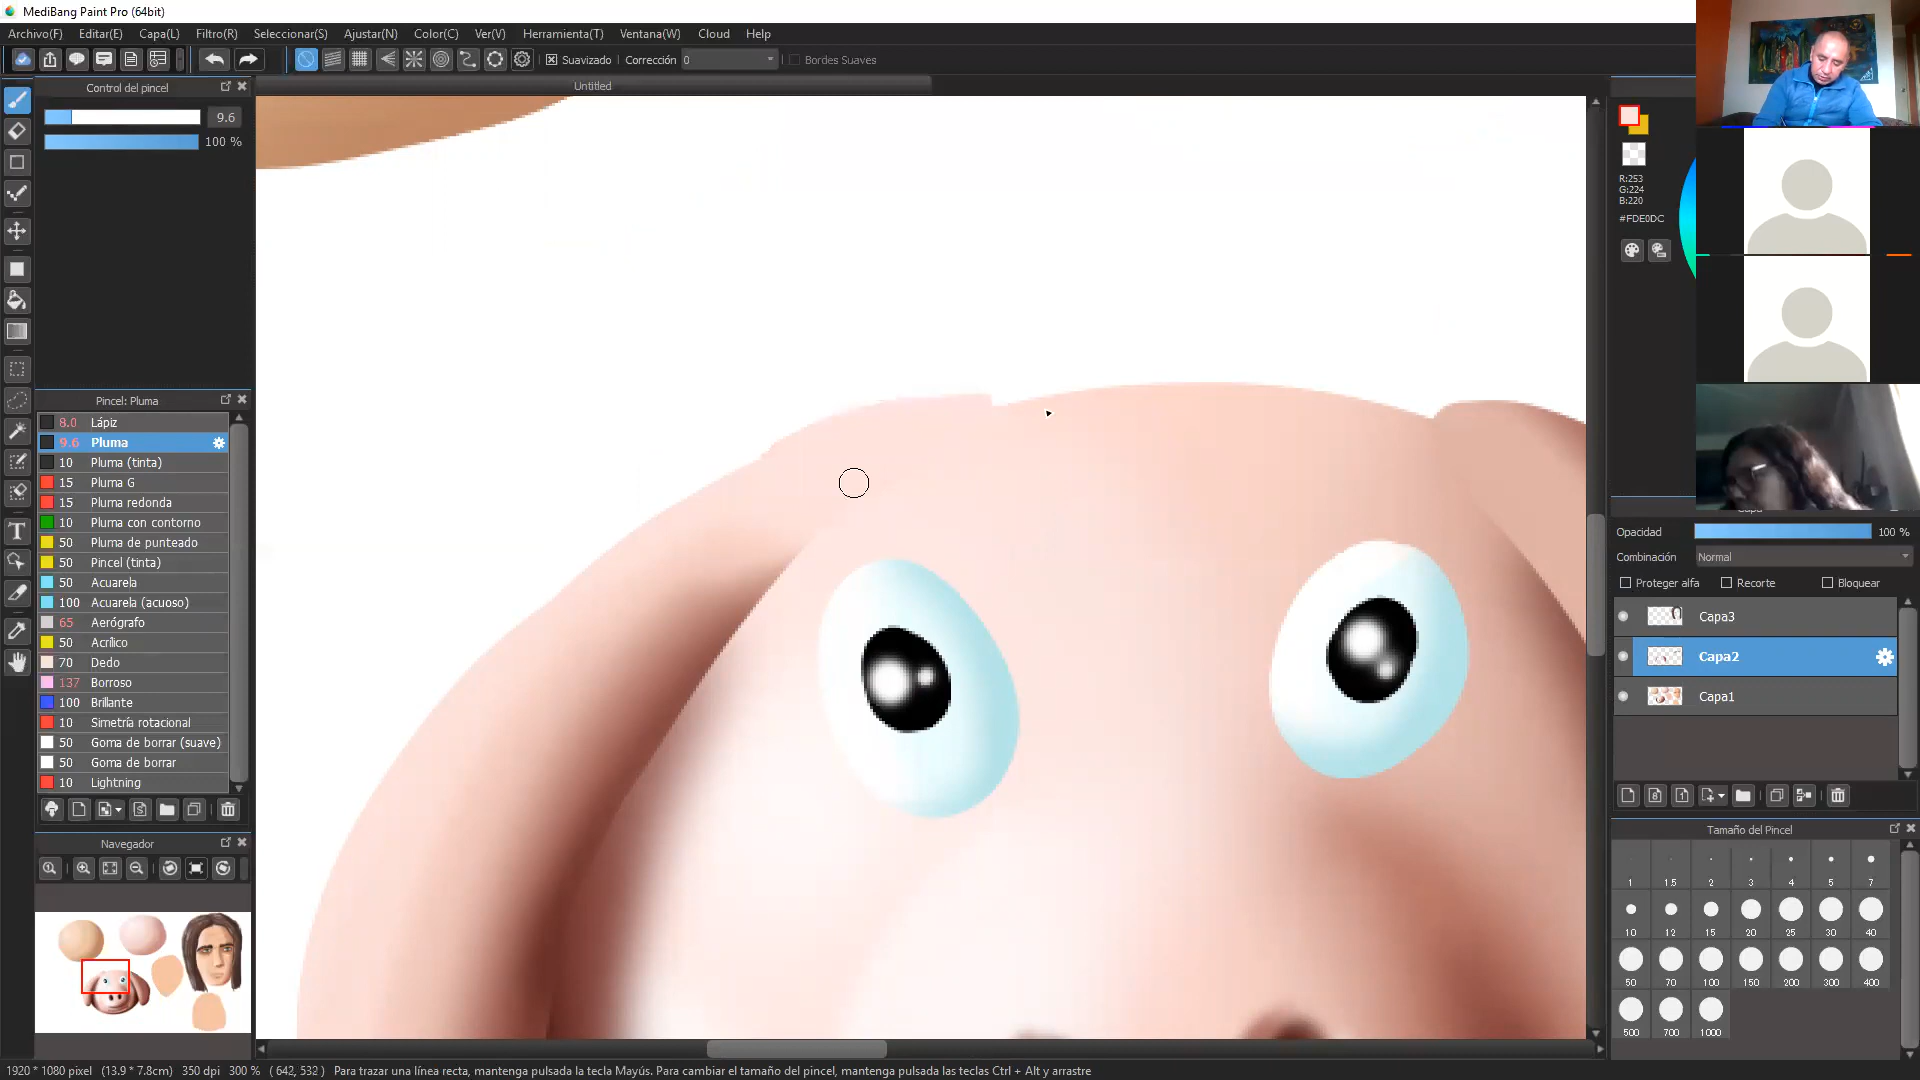 MediBang Paint Pro (64bit)
Archivo(F) Editar(E) Capa(L) Filtro(R) Seleccionar(S) Ajustar(N) Color(C) Ver(V) Herramienta(T) Ventana(W) Cloud Help
Suavizado Corrección 0 Bordes Suaves
Control del pincel
Untitled
9.6
100 %
R:253
G:224
B:220
#FDE0DC
Pincel: Pluma
8.0 Lápiz
9.6 Pluma
10 Pluma (tinta)
15 Pluma G
15 Pluma redonda
10 Pluma con contorno
50 Pluma de punteado
50 Pincel (tinta)
50 Acuarela
100 Acuarela (acuoso)
65 Aerógrafo
50 Acrílico
70 Dedo
137 Borroso
100 Brillante
10 Simetría rotacional
50 Goma de borrar (suave)
50 Goma de borrar
10 Lightning
Opacidad 100 %
Combinación Normal
Proteger alfa Recorte Bloquear
Capa3
Capa2
Capa1
Navegador
Tamaño del Pincel
1 1.5 2 3 4 5 7
10 12 15 20 25 30 40
50 70 100 150 200 300 400
500 700 1000
1920 * 1080 pixel (13.9 * 7.8cm) 350 dpi 300 % ( 642, 532 ) Para trazar una línea recta, mantenga pulsada la tecla Mayús. Para cambiar el tamaño del pincel, mantenga pulsada las teclas Ctrl + Alt y arrastre